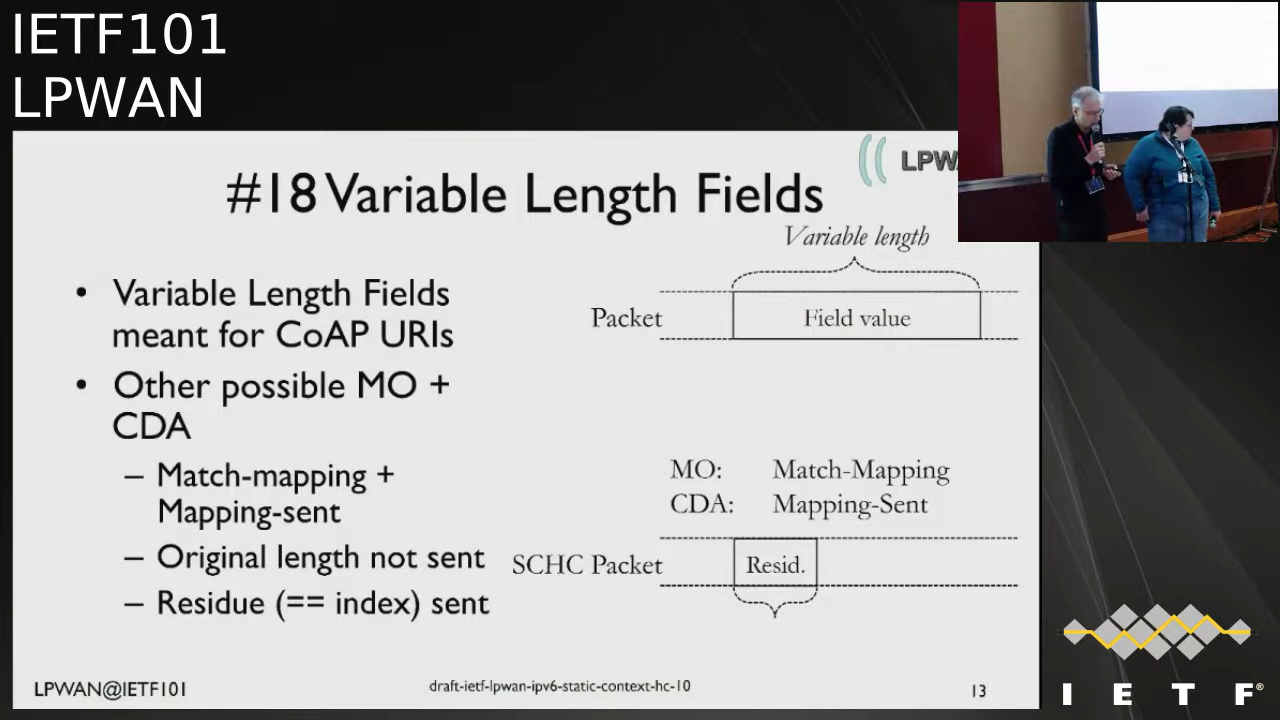 IETF101
LPWAN
LPW
#18 Variable Length Fields
Variable length
• Variable Length Fields
meant for CoAP URIs
Packet
Field value
• Other possible MO +
CDA
– Match-mapping +
Mapping-sent
– Original length not sent
– Residue (== index) sent
MO: Match-Mapping
CDA: Mapping-Sent
SCHC Packet
Resid.
LPWAN@IETF101
draft-ietf-lpwan-ipv6-static-context-hc-10
13
I E T F®